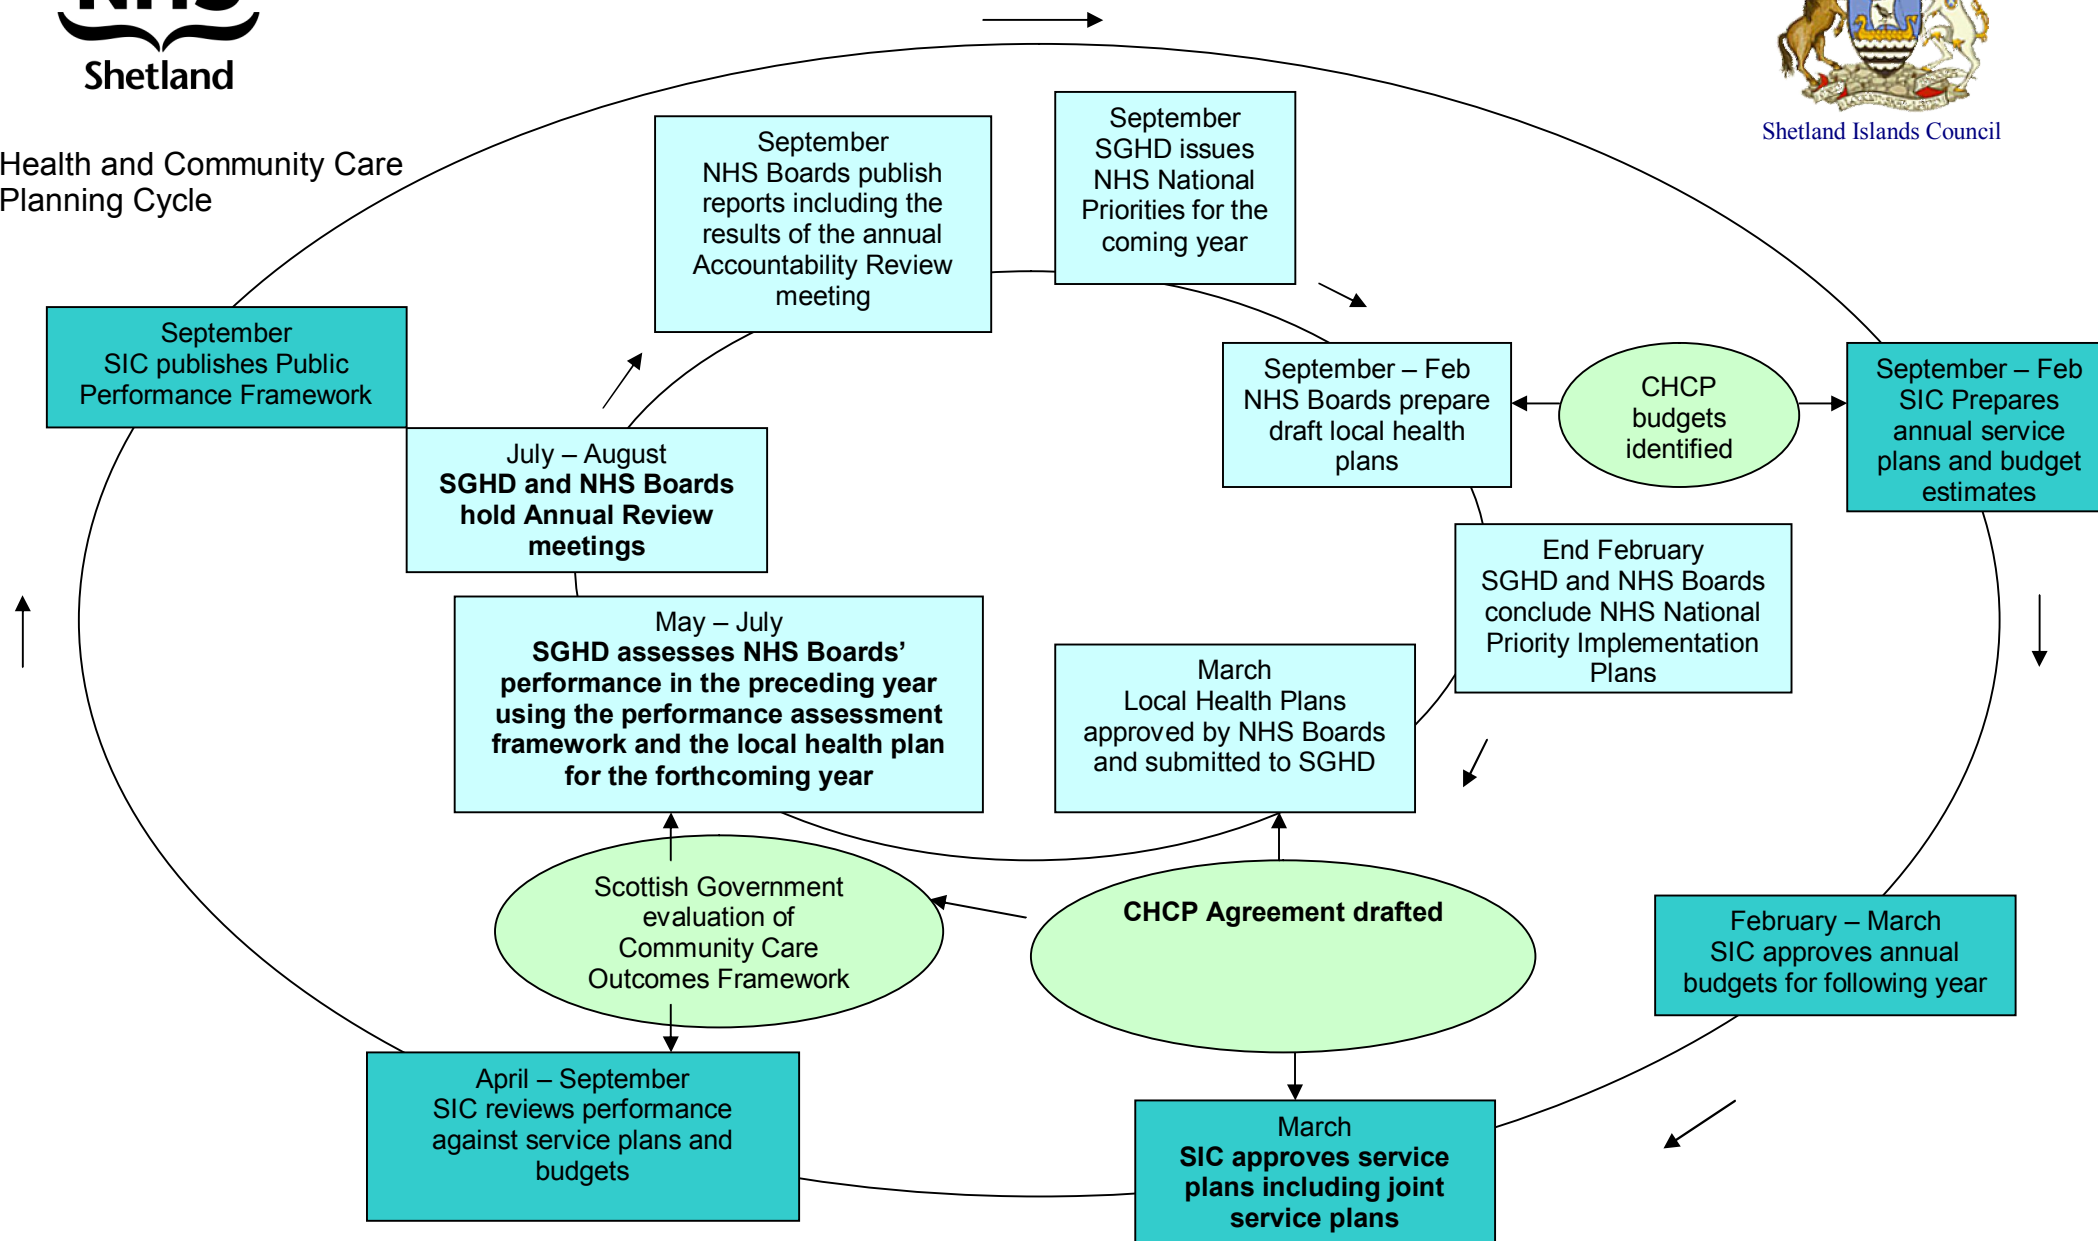 NHS
Shetland
Shetland Islands Council
Health and Community Care
Planning Cycle
September
NHS Boards publish
reports including the
results of the annual
Accountability Review
meeting
September
SGHD issues
NHS National
Priorities for the
coming year
September
SIC publishes Public
Performance Framework
September – Feb
NHS Boards prepare
draft local health
plans
CHCP
budgets
identified
September – Feb
SIC Prepares
annual service
plans and budget
estimates
July – August
SGHD and NHS Boards
hold Annual Review
meetings
End February
SGHD and NHS Boards
conclude NHS National
Priority Implementation
Plans
May – July
SGHD assesses NHS Boards’
performance in the preceding year
using the performance assessment
framework and the local health plan
for the forthcoming year
March
Local Health Plans
approved by NHS Boards
and submitted to SGHD
Scottish Government
evaluation of
Community Care
Outcomes Framework
CHCP Agreement drafted
February – March
SIC approves annual
budgets for following year
April – September
SIC reviews performance
against service plans and
budgets
March
SIC approves service
plans including joint
service plans